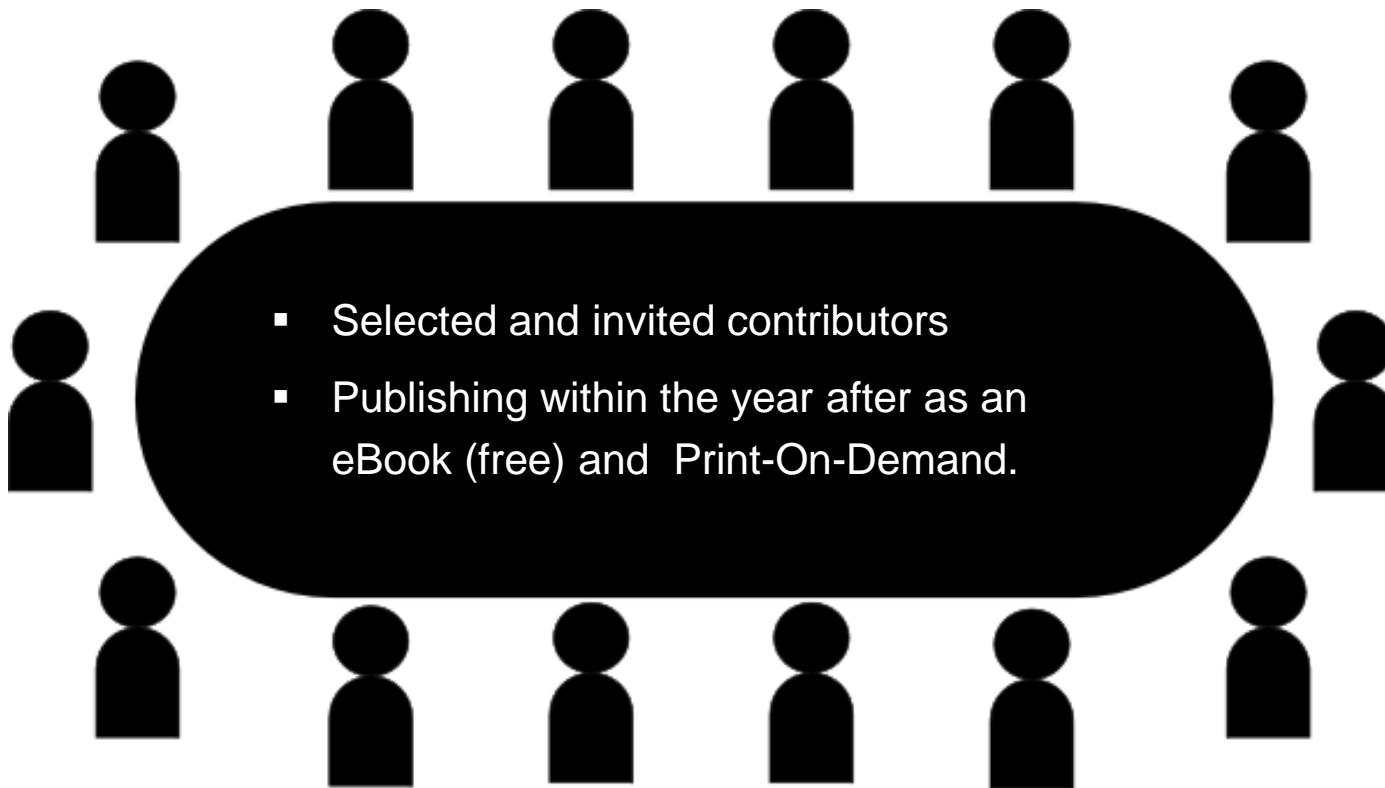 ▪ Selected and invited contributors
▪ Publishing within the year after as an
eBook (free) and  Print-On-Demand.